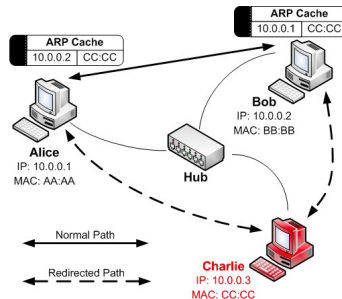 ARP Cache
10.0.0.2 CC:CC
ARP Cache
10.0.0.1 CC:CC
Alice
IP: 10.0.0.1
MAC: AA:AA
Bob
IP: 10.0.0.2
MAC: BB:BB
Hub
Normal Path
Redirected Path
Charlie
IP: 10.0.0.3
MAC: CC:CC